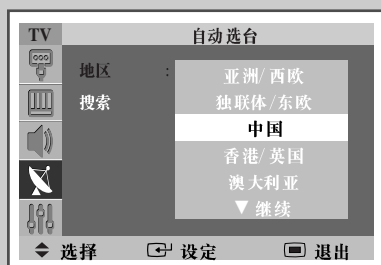 TV 自动选台
地区 : 亚洲/西欧
搜索 独联体/东欧
中国
香港/英国
澳大利亚
▼ 继续
选择 设定 退出